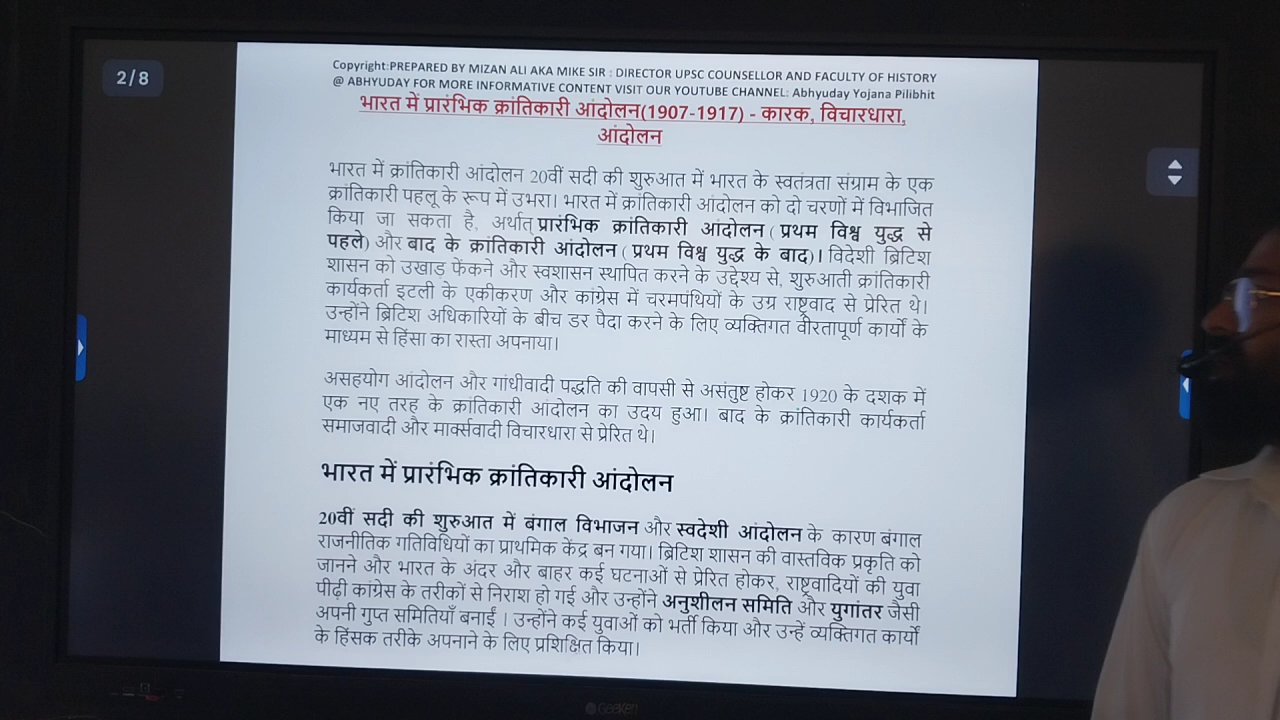 2/8
Copyright:PREPARED BY MIZAN ALI AKA MIKE SIR : DIRECTOR UPSC COUNSELLOR AND FACULTY OF HISTORY
@ ABHYUDAY FOR MORE INFORMATIVE CONTENT VISIT OUR YOUTUBE CHANNEL: Abhyuday Yojana Pilibhit
भारत में प्रारंभिक क्रांतिकारी आंदोलन(1907-1917) - कारक, विचारधारा,
आंदोलन
भारत में क्रांतिकारी आंदोलन 20वीं सदी की शुरुआत में भारत के स्वतंत्रता संग्राम के एक
क्रांतिकारी पहलू के रूप में उभरा। भारत में क्रांतिकारी आंदोलन को दो चरणों में विभाजित
किया जा सकता है, अर्थात् प्रारंभिक क्रांतिकारी आंदोलन ( प्रथम विश्व युद्ध से
पहले) और बाद के क्रांतिकारी आंदोलन ( प्रथम विश्व युद्ध के बाद)। विदेशी ब्रिटिश
शासन को उखाड़ फेंकने और स्वशासन स्थापित करने के उद्देश्य से, शुरुआती क्रांतिकारी
कार्यकर्ता इटली के एकीकरण और कांग्रेस में चरमपंथियों के उग्र राष्ट्रवाद से प्रेरित थे।
उन्होंने ब्रिटिश अधिकारियों के बीच डर पैदा करने के लिए व्यक्तिगत वीरतापूर्ण कार्यों के
माध्यम से हिंसा का रास्ता अपनाया।
असहयोग आंदोलन और गांधीवादी पद्धति की वापसी से असंतुष्ट होकर 1920 के दशक में
एक नए तरह के क्रांतिकारी आंदोलन का उदय हुआ। बाद के क्रांतिकारी कार्यकर्ता
समाजवादी और मार्क्सवादी विचारधारा से प्रेरित थे।
भारत में प्रारंभिक क्रांतिकारी आंदोलन
20वीं सदी की शुरुआत में बंगाल विभाजन और स्वदेशी आंदोलन के कारण बंगाल
राजनीतिक गतिविधियों का प्राथमिक केंद्र बन गया। ब्रिटिश शासन की वास्तविक प्रकृति को
जानने और भारत के अंदर और बाहर कई घटनाओं से प्रेरित होकर, राष्ट्रवादियों की युवा
पीढ़ी कांग्रेस के तरीकों से निराश हो गई और उन्होंने अनुशीलन समिति और युगांतर जैसी
अपनी गुप्त समितियाँ बनाईं । उन्होंने कई युवाओं को भर्ती किया और उन्हें व्यक्तिगत कार्यों
के हिंसक तरीके अपनाने के लिए प्रशिक्षित किया।
Geeken